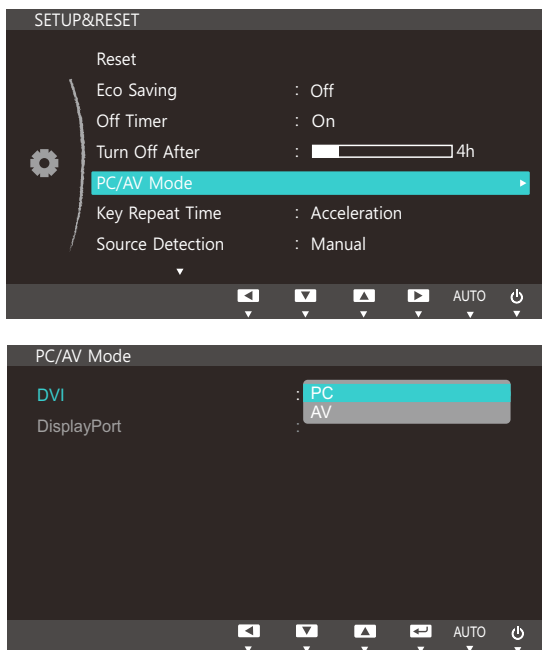 SETUP&RESET
Reset
Eco Saving : Off
Off Timer : On
Turn Off After : 4h
PC/AV Mode
Key Repeat Time : Acceleration
Source Detection : Manual
AUTO
PC/AV Mode
DVI : PC
AV
DisplayPort :
AUTO